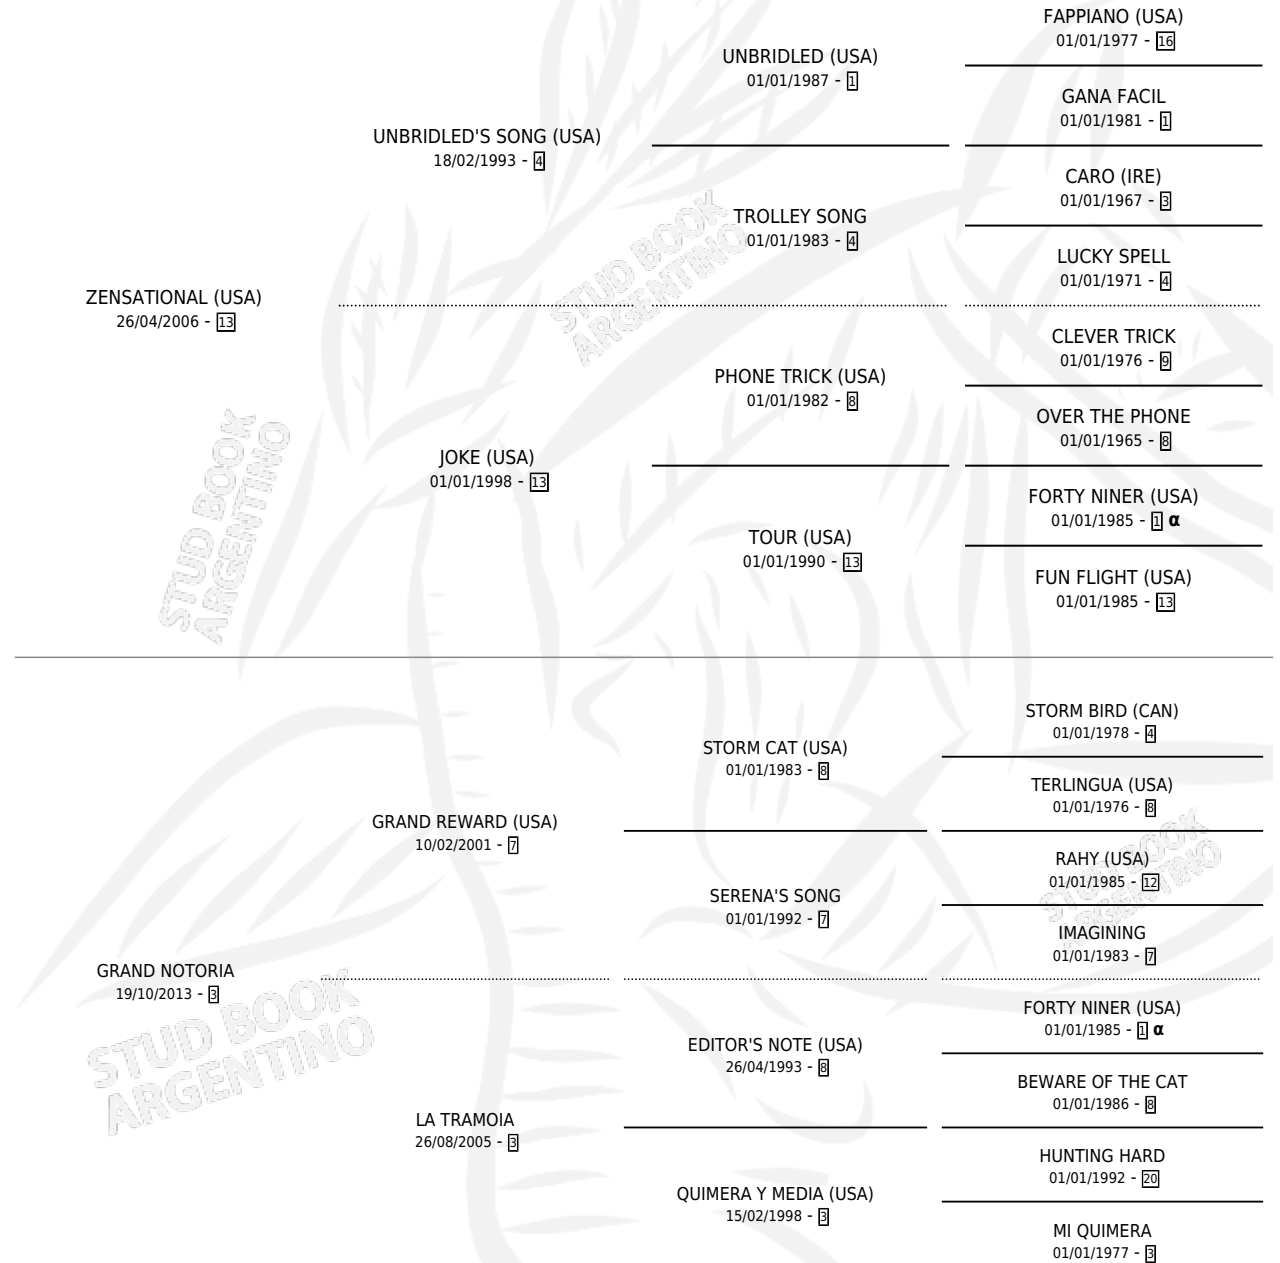 FAPPIANO (USA)
01/01/1977 - 16
UNBRIDLED (USA)
01/01/1987 - 1
GANA FACIL
01/01/1981 - 1
UNBRIDLED'S SONG (USA)
18/02/1993 - 4
CARO (IRE)
01/01/1967 - 3
TROLLEY SONG
01/01/1983 - 4
LUCKY SPELL
01/01/1971 - 4
STUD BOOK
ARGENTINO
ZENSATIONAL (USA)
26/04/2006 - 13
CLEVER TRICK
01/01/1976 - 9
PHONE TRICK (USA)
01/01/1982 - 8
OVER THE PHONE
01/01/1965 - 8
JOKE (USA)
01/01/1998 - 13
FORTY NINER (USA)
01/01/1985 - 1 α
TOUR (USA)
01/01/1990 - 13
FUN FLIGHT (USA)
01/01/1985 - 13
STUD BOOK
ARGENTINO
STORM BIRD (CAN)
01/01/1978 - 4
STORM CAT (USA)
01/01/1983 - 8
TERLINGUA (USA)
01/01/1976 - 8
GRAND REWARD (USA)
10/02/2001 - 7
RAHY (USA)
01/01/1985 - 12
SERENA'S SONG
01/01/1992 - 7
IMAGINING
01/01/1983 - 7
STUD BOOK
ARGENTINO
GRAND NOTORIA
19/10/2013 - 3
FORTY NINER (USA)
01/01/1985 - 1 α
EDITOR'S NOTE (USA)
26/04/1993 - 8
BEWARE OF THE CAT
01/01/1986 - 8
LA TRAMOIA
26/08/2005 - 3
HUNTING HARD
01/01/1992 - 20
QUIMERA Y MEDIA (USA)
15/02/1998 - 3
MI QUIMERA
01/01/1977 - 3
STUD BOOK
ARGENTINO